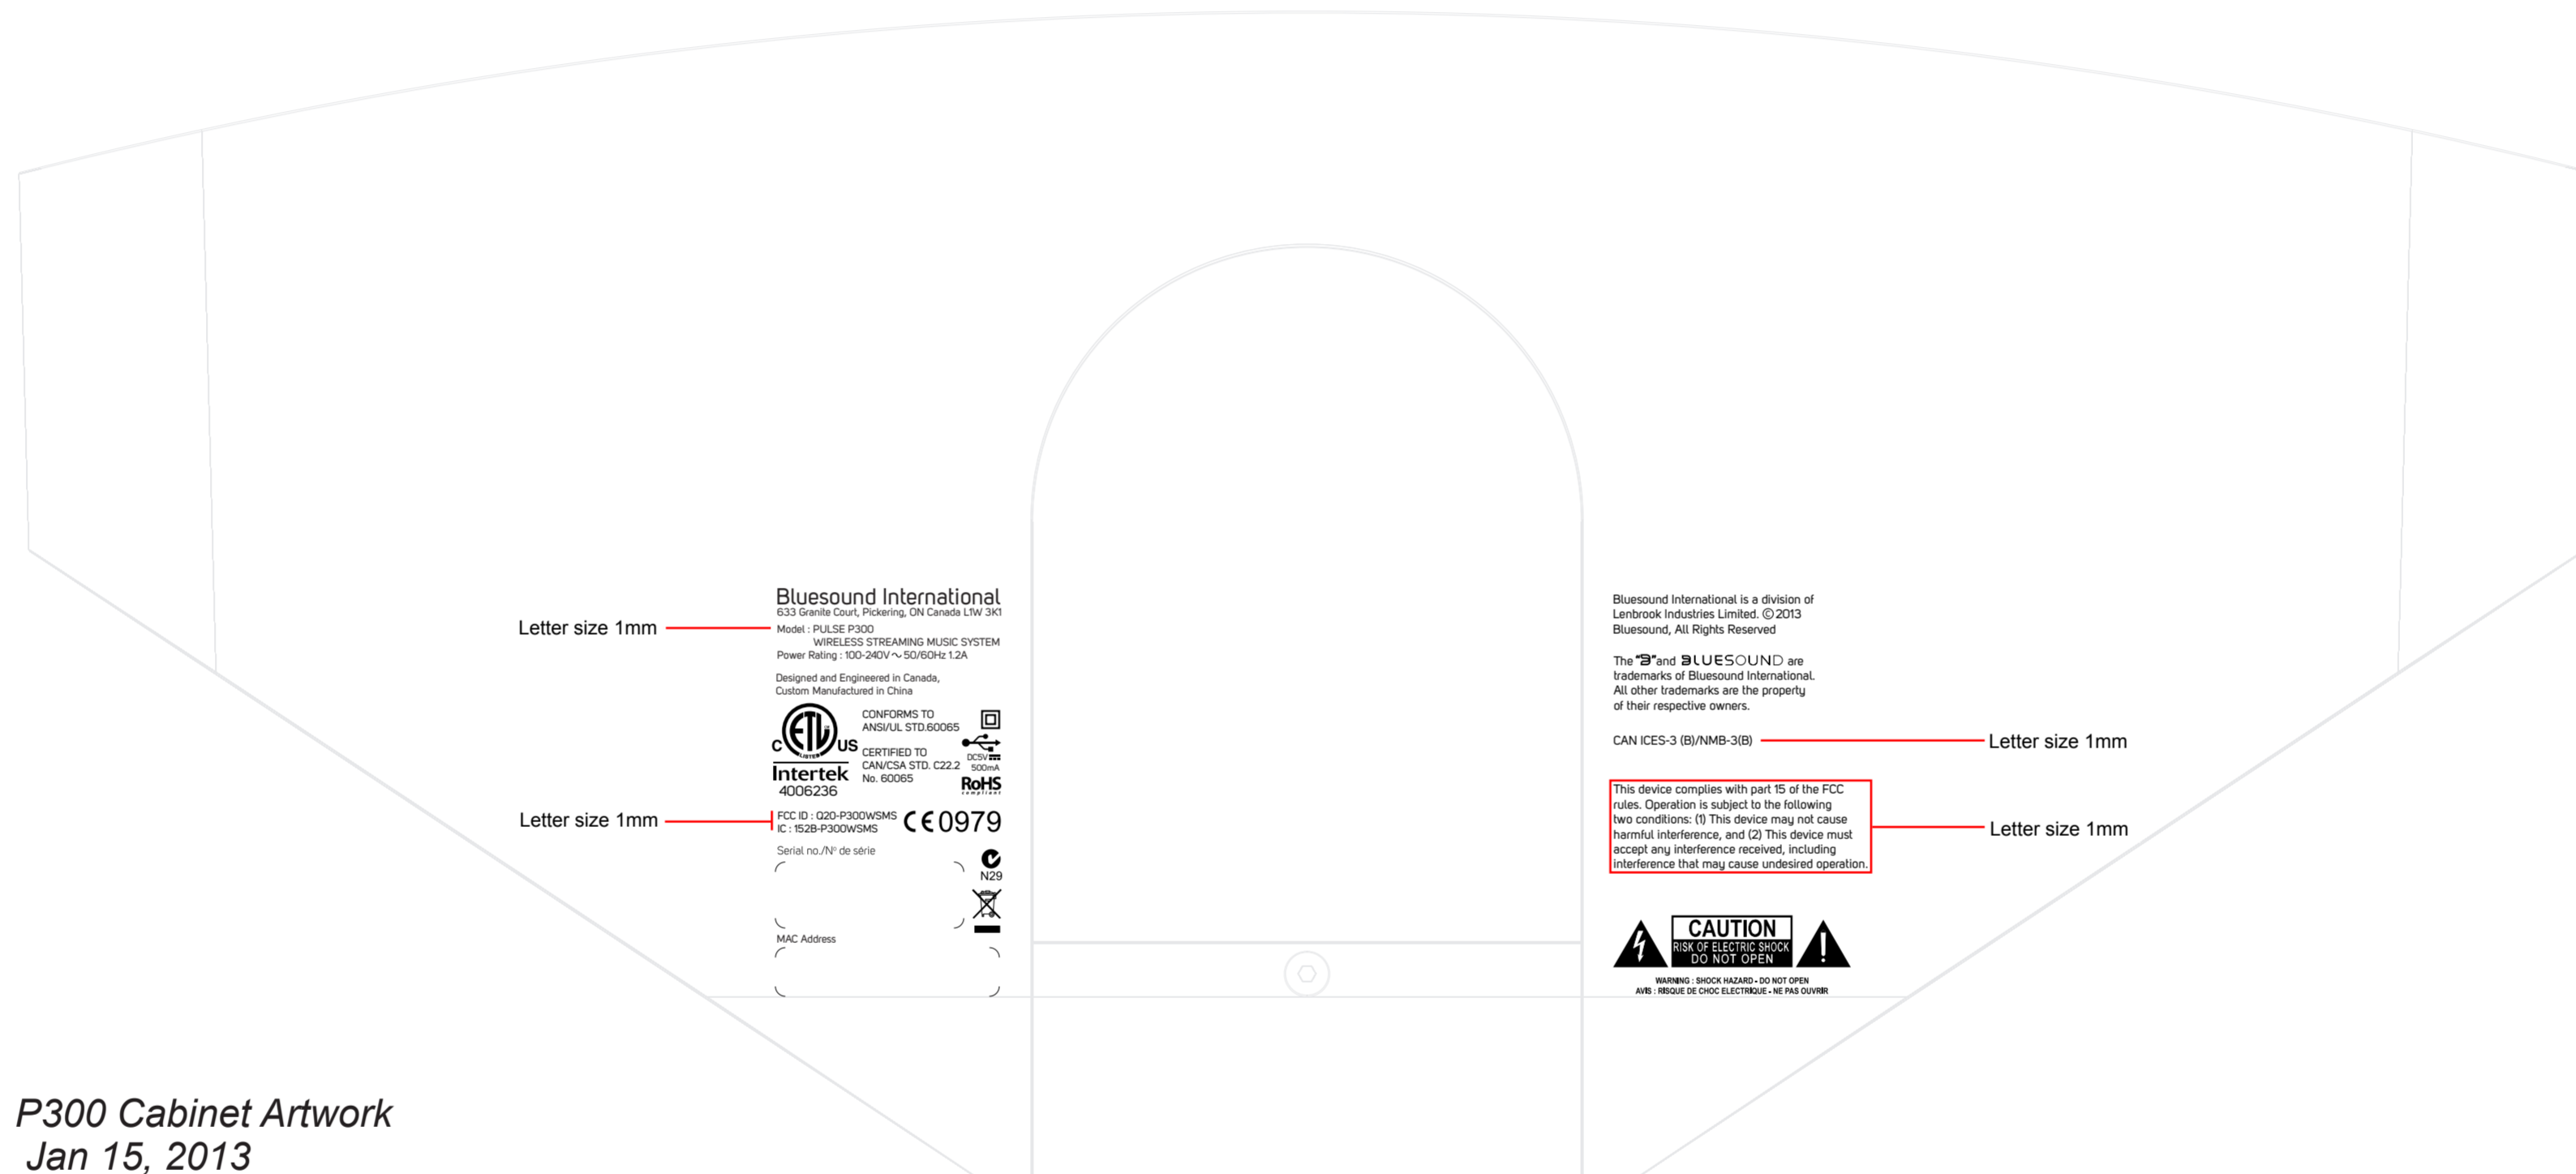 Bluesound International
633 Granite Court, Pickering, ON Canada L1W 3K1
Letter size 1mm
Model : PULSE P300
WIRELESS STREAMING MUSIC SYSTEM
Power Rating : 100-240V ~ 50/60Hz 1.2A
Designed and Engineered in Canada,
Custom Manufactured in China
C ETL US
LISTED
Intertek
4006236
CONFORMS TO
ANSI/UL STD.60065
CERTIFIED TO
CAN/CSA STD. C22.2
No. 60065
DC5V
500mA
RoHS
compliant
Letter size 1mm
FCC ID : Q20-P300WSMS
IC : 152B-P300WSMS
CE0979
Serial no./Nº de série
N29
MAC Address
Bluesound International is a division of
Lenbrook Industries Limited. ©2013
Bluesound, All Rights Reserved
The "B"and BLUESOUND are
trademarks of Bluesound International.
All other trademarks are the property
of their respective owners.
CAN ICES-3 (B)/NMB-3(B)
Letter size 1mm
This device complies with part 15 of the FCC
rules. Operation is subject to the following
two conditions: (1) This device may not cause
harmful interference, and (2) This device must
accept any interference received, including
interference that may cause undesired operation.
Letter size 1mm
CAUTION
RISK OF ELECTRIC SHOCK
DO NOT OPEN
WARNING : SHOCK HAZARD - DO NOT OPEN
AVIS : RISQUE DE CHOC ELECTRIQUE - NE PAS OUVRIR
P300 Cabinet Artwork
Jan 15, 2013